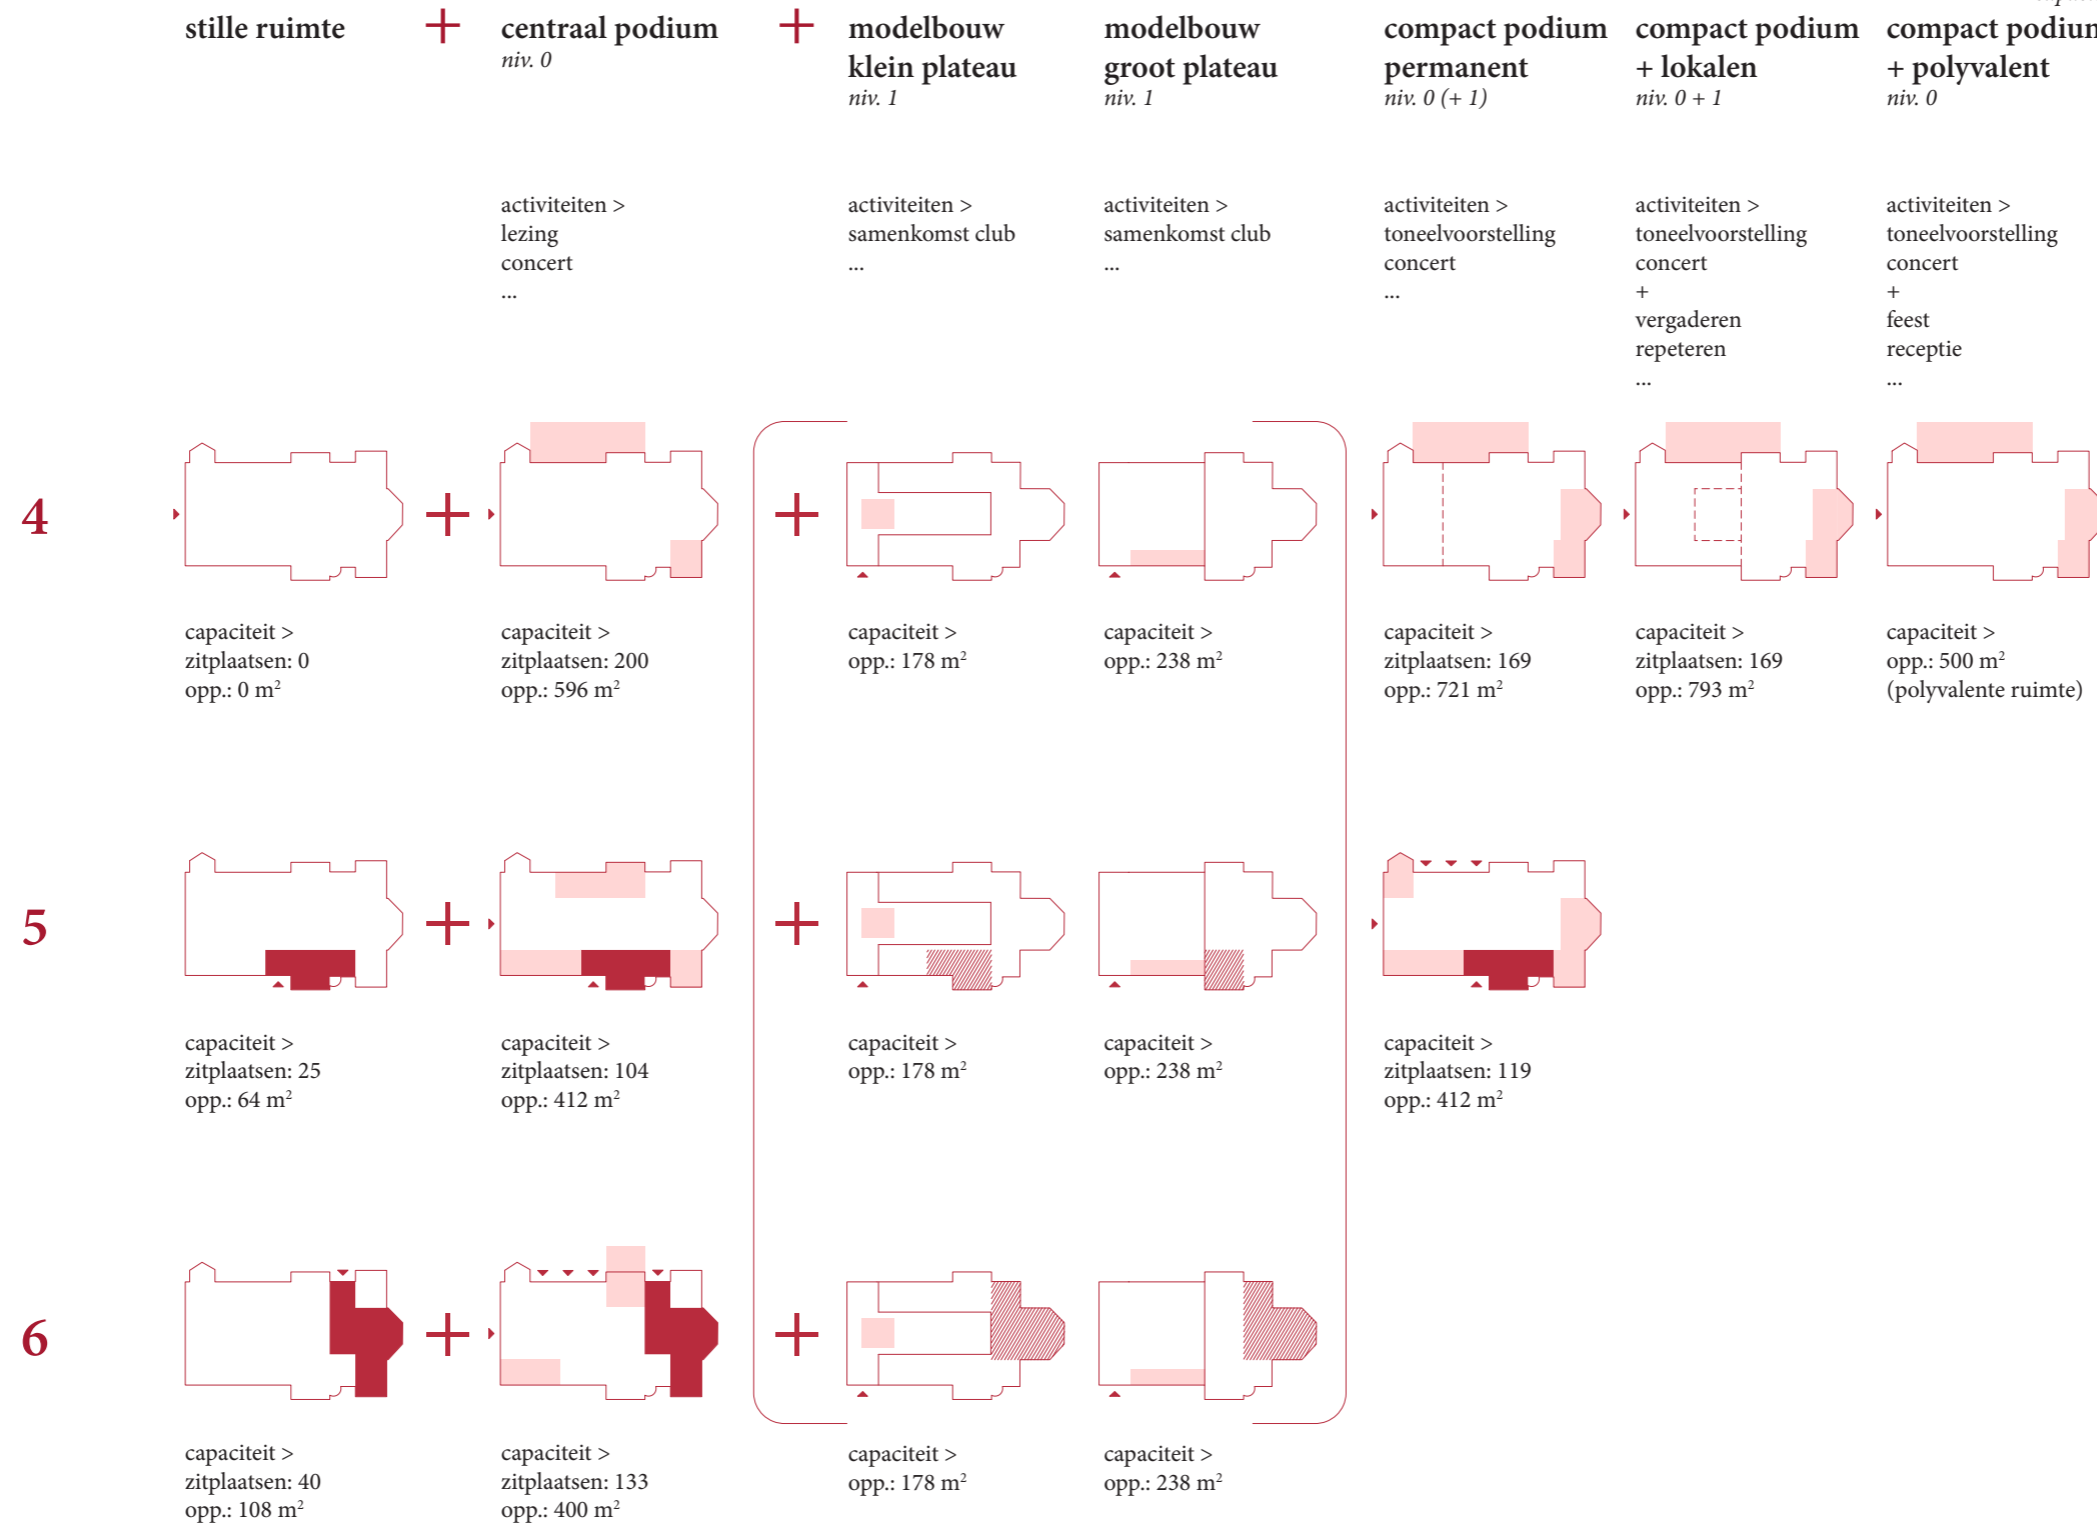 stille ruimte
+
centraal podium
niv. 0
+
modelbouw
klein plateau
niv. 1
modelbouw
groot plateau
niv. 1
compact podium
permanent
niv. 0 (+ 1)
compact podium
+ lokalen
niv. 0 + 1
compact podium
+ polyvalent
niv. 0
activiteiten >
lezing
concert
...
activiteiten >
samenkomst club
...
activiteiten >
samenkomst club
...
activiteiten >
toneelvoorstelling
concert
...
activiteiten >
toneelvoorstelling
concert
+
vergaderen
repeteren
...
activiteiten >
toneelvoorstelling
concert
+
feest
receptie
...
4
+
+
capaciteit >
zitplaatsen: 0
opp.: 0 m²
capaciteit >
zitplaatsen: 200
opp.: 596 m²
capaciteit >
opp.: 178 m²
capaciteit >
opp.: 238 m²
capaciteit >
zitplaatsen: 169
opp.: 721 m²
capaciteit >
zitplaatsen: 169
opp.: 793 m²
capaciteit >
opp.: 500 m²
(polyvalente ruimte)
5
+
+
capaciteit >
zitplaatsen: 25
opp.: 64 m²
capaciteit >
zitplaatsen: 104
opp.: 412 m²
capaciteit >
opp.: 178 m²
capaciteit >
opp.: 238 m²
capaciteit >
zitplaatsen: 119
opp.: 412 m²
6
+
+
capaciteit >
zitplaatsen: 40
opp.: 108 m²
capaciteit >
zitplaatsen: 133
opp.: 400 m²
capaciteit >
opp.: 178 m²
capaciteit >
opp.: 238 m²